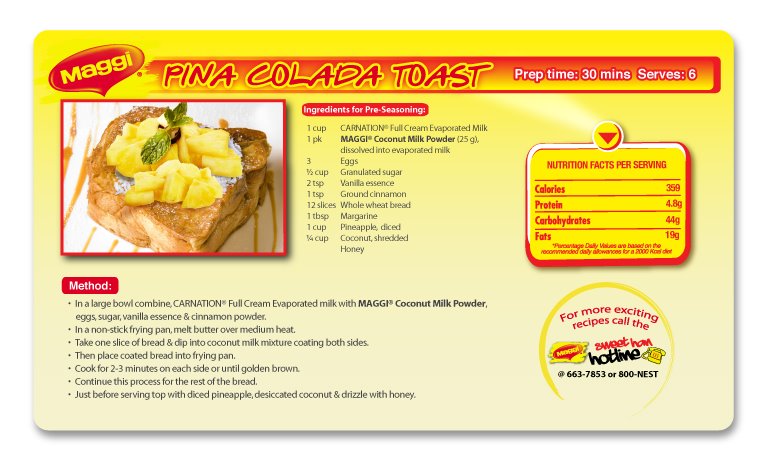 Maggi®
PINA COLADA TOAST
Prep time: 30 mins Serves: 6
Ingredients for Pre-Seasoning:
1 cup CARNATION® Full Cream Evaporated Milk
1 pk MAGGI® Coconut Milk Powder (25 g),
dissolved into evaporated milk
3 Eggs
½ cup Granulated sugar
2 tsp Vanilla essence
1 tsp Ground cinnamon
12 slices Whole wheat bread
1 tbsp Margarine
1 cup Pineapple, diced
¼ cup Coconut, shredded
Honey
NUTRITION FACTS PER SERVING
Calories 359
Protein 4.8g
Carbohydrates 44g
Fats 19g
*Percentage Daily Values are based on the
recommended daily allowances for a 2000 Kcal diet
Method:
• In a large bowl combine, CARNATION® Full Cream Evaporated milk with MAGGI® Coconut Milk Powder,
eggs, sugar, vanilla essence & cinnamon powder.
• In a non-stick frying pan, melt butter over medium heat.
• Take one slice of bread & dip into coconut milk mixture coating both sides.
• Then place coated bread into frying pan.
• Cook for 2-3 minutes on each side or until golden brown.
• Continue this process for the rest of the bread.
• Just before serving top with diced pineapple, desiccated coconut & drizzle with honey.
For more exciting
recipes call the
Maggi
sweet han
hotline
@ 663-7853 or 800-NEST